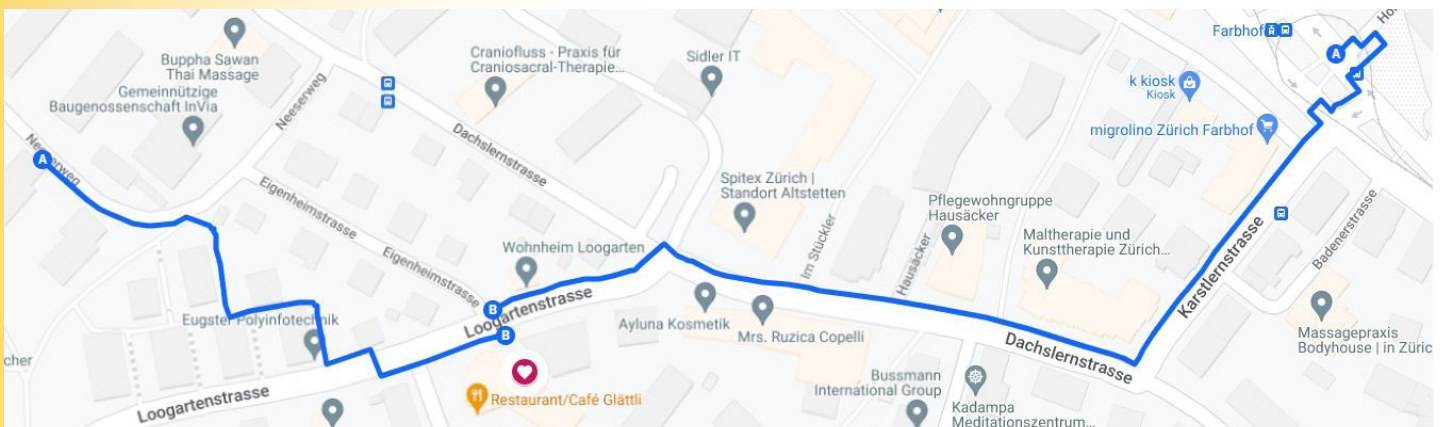 Buppha Sawan
Thai Massage
Gemeinnützige
Baugenossenschaft InVia
Neeserweg
Neeserweg
A
Craniofluss - Praxis für
Craniosacral-Therapie...
Sidler IT
Dachslernstrasse
Eigenheimstrasse
Eigenheimstrasse
Wohnheim Loogarten
B
Loogartenstrasse
B
Eugster Polyinfotechnik
cher
Loogartenstrasse
Restaurant/Café Glättli
Spitex Zürich |
Standort Altstetten
Im Stückler
Hausäcker
Pflegewohngruppe
Hausäcker
Maltherapie und
Kunsttherapie Zürich...
Ayluna Kosmetik
Mrs. Ruzica Copelli
Dachslernstrasse
Bussmann
International Group
Kadampa
Meditationszentrum...
Farbhof
A
k kiosk
Kiosk
migrolino Zürich Farbhof
Karstlernstrasse
Badenerstrasse
Massagepraxis
Bodyhouse | in Züric